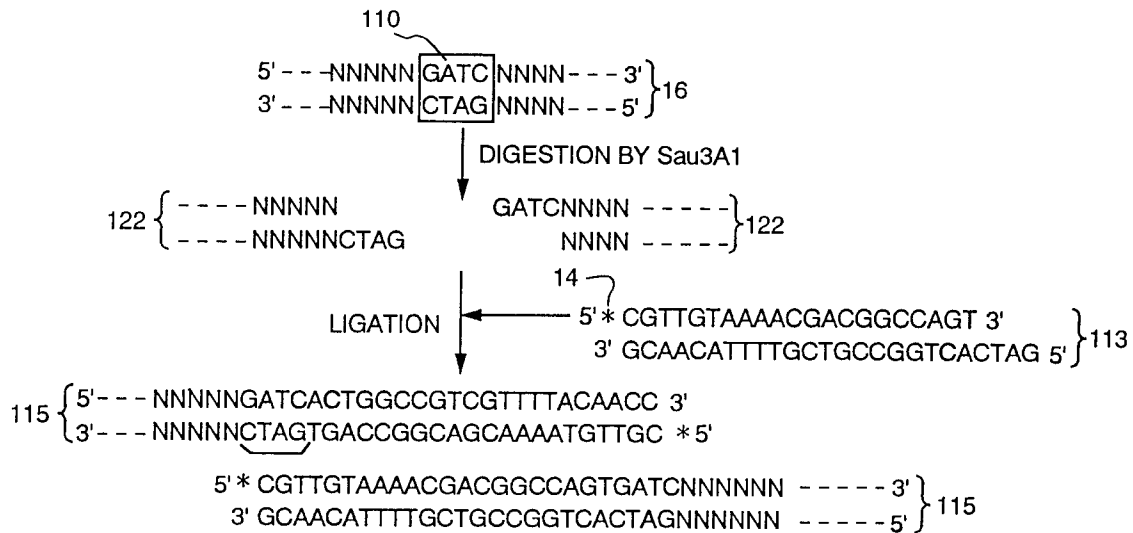 110
5' - - - NNNNN GATC NNNN - - - 3'
3' - - - NNNNN CTAG NNNN - - - 5'
16
DIGESTION BY Sau3A1
122 - - - - NNNNN GATCNNNN - - - - -
- - - - NNNNNCTAG NNNN - - - - - 122
14
LIGATION
5' * CGTTGTAAAACGACGGCCAGT 3'
3' GCAACATTTTGCTGCCGGTCACTAG 5'
113
115
5' - - - NNNNNGATCACTGGCCGTCGTTTTACAACC 3'
3' - - - NNNNNCTAGTGACCGGCAGCAAAATGTTGC * 5'
5' * CGTTGTAAAACGACGGCCAGTGATCNNNNNN - - - - - 3'
3' GCAACATTTTGCTGCCGGTCACTAGNNNNNN - - - - - 5'
115